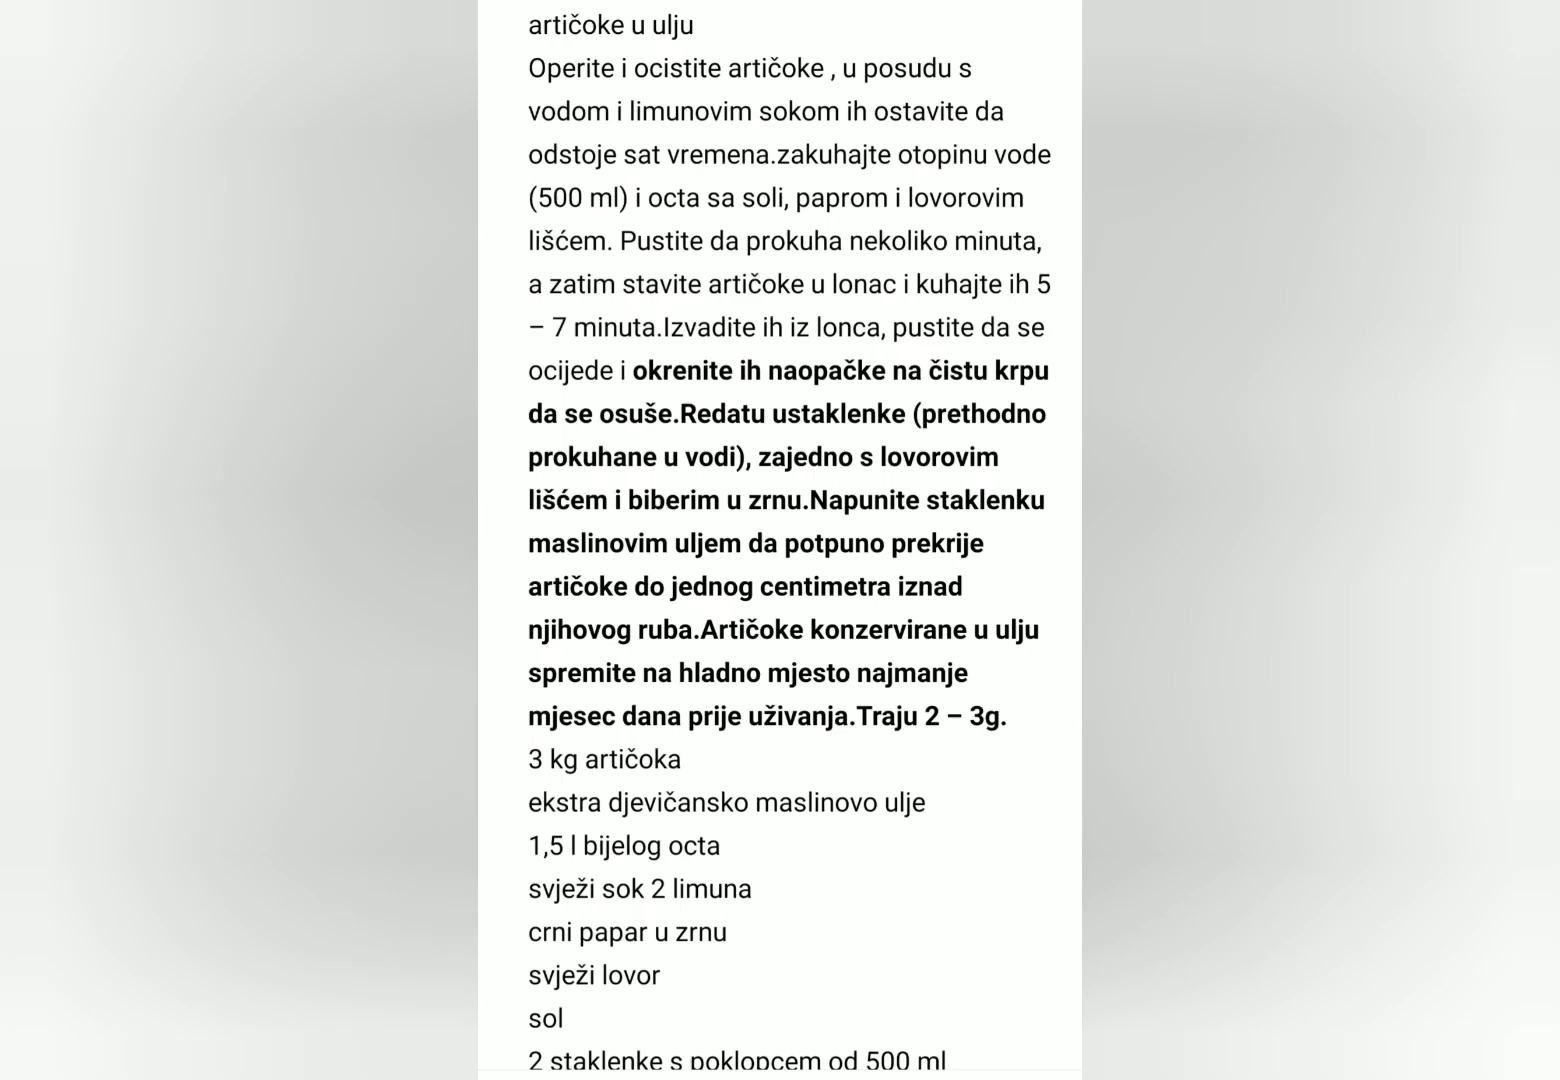 artičoke u ulju
Operite i ocistite artičoke , u posudu s
vodom i limunovim sokom ih ostavite da
odstoje sat vremena.zakuhajte otopinu vode
(500 ml) i octa sa soli, paprom i lovorovim
lišćem. Pustite da prokuha nekoliko minuta,
a zatim stavite artičoke u lonac i kuhajte ih 5
– 7 minuta.Izvadite ih iz lonca, pustite da se
ocijede i okrenite ih naopačke na čistu krpu
da se osuše.Redatu ustaklenke (prethodno
prokuhane u vodi), zajedno s lovorovim
lišćem i biberim u zrnu.Napunite staklenku
maslinovim uljem da potpuno prekrije
artičoke do jednog centimetra iznad
njihovog ruba.Artičoke konzervirane u ulju
spremite na hladno mjesto najmanje
mjesec dana prije uživanja.Traju 2 – 3g.
3 kg artičoka
ekstra djevičansko maslinovo ulje
1,5 l bijelog octa
svježi sok 2 limuna
crni papar u zrnu
svježi lovor
sol
2 staklenke s poklopcem od 500 ml